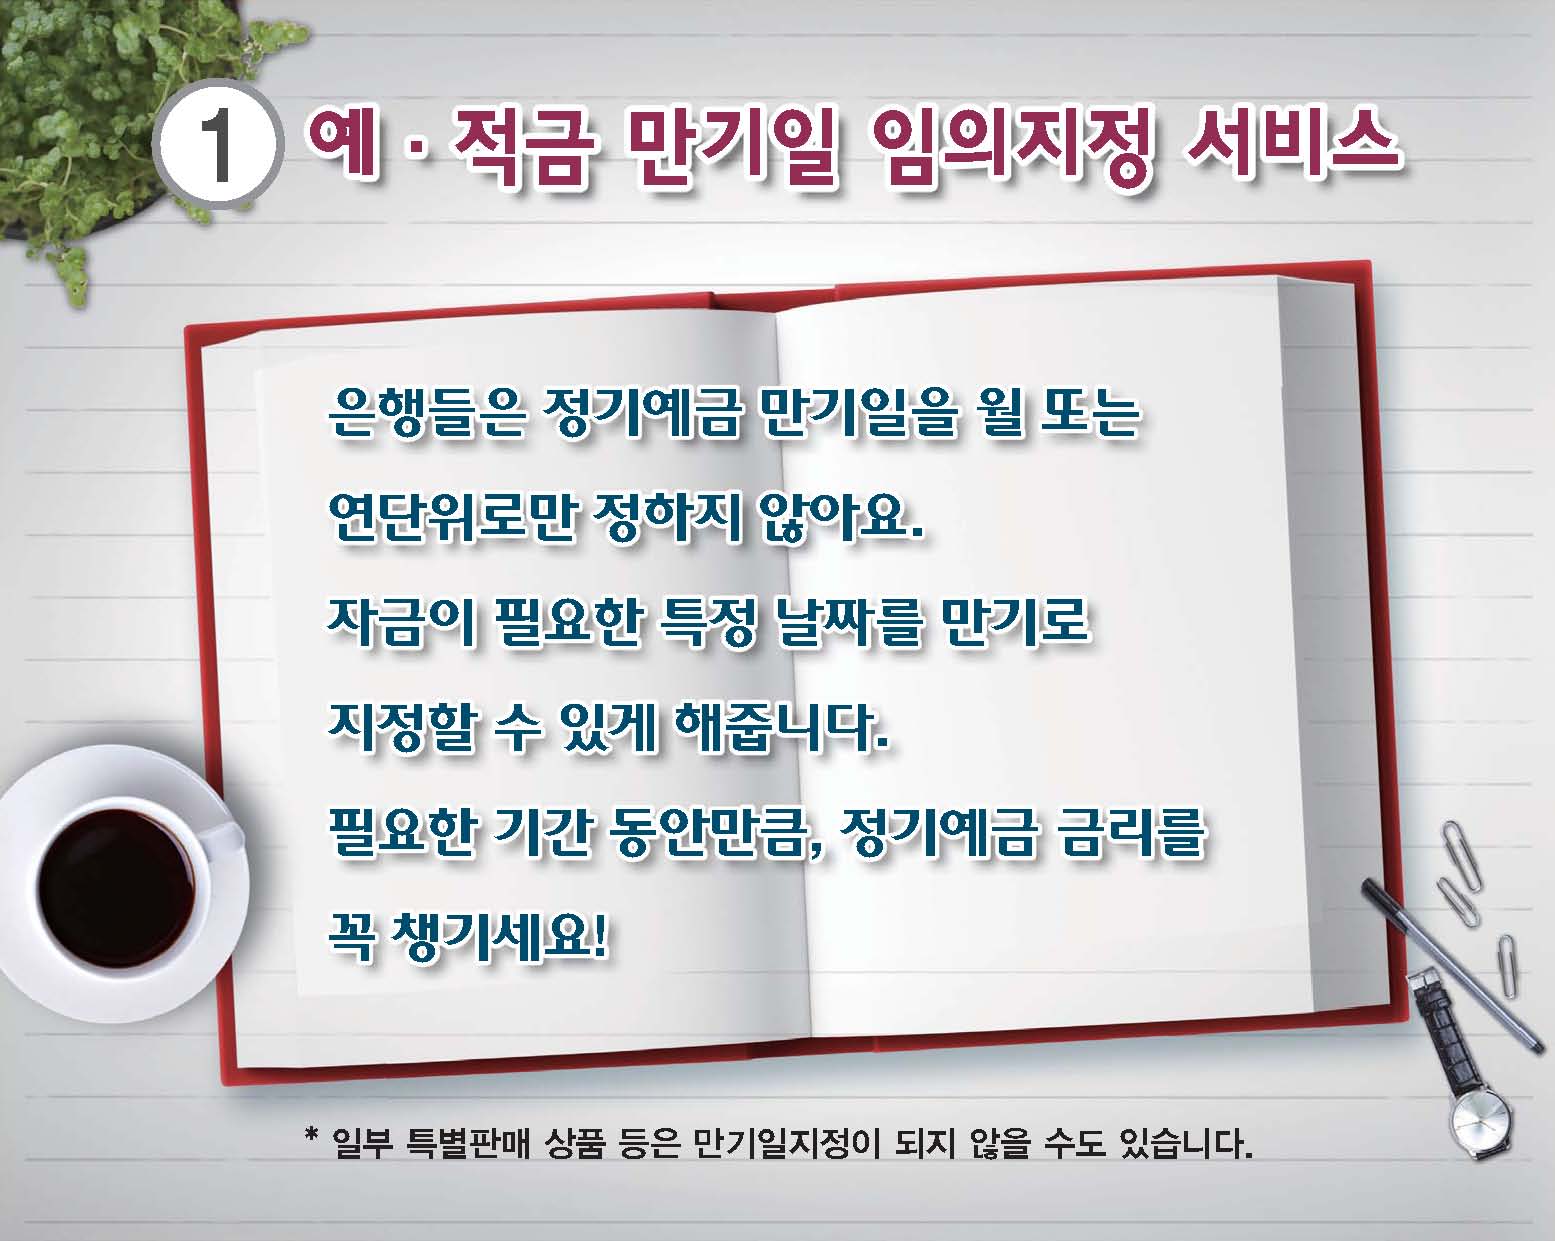 1 예·적금 만기일 임의지정 서비스
은행들은 정기예금 만기일을 월 또는
연단위로만 정하지 않아요.
자금이 필요한 특정 날짜를 만기로
지정할 수 있게 해줍니다.
필요한 기간 동안만큼, 정기예금 금리를
꼭 챙기세요!
* 일부 특별판매 상품 등은 만기일지정이 되지 않을 수도 있습니다.